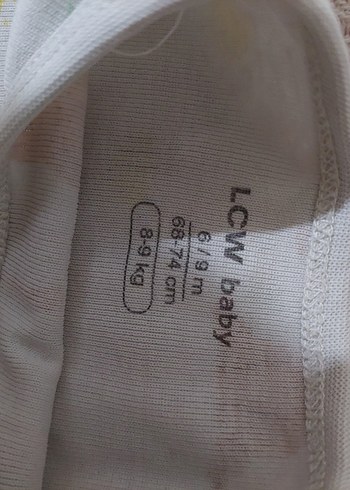 LCW baby
6 / 9 m
68-74 cm
8-9 kg